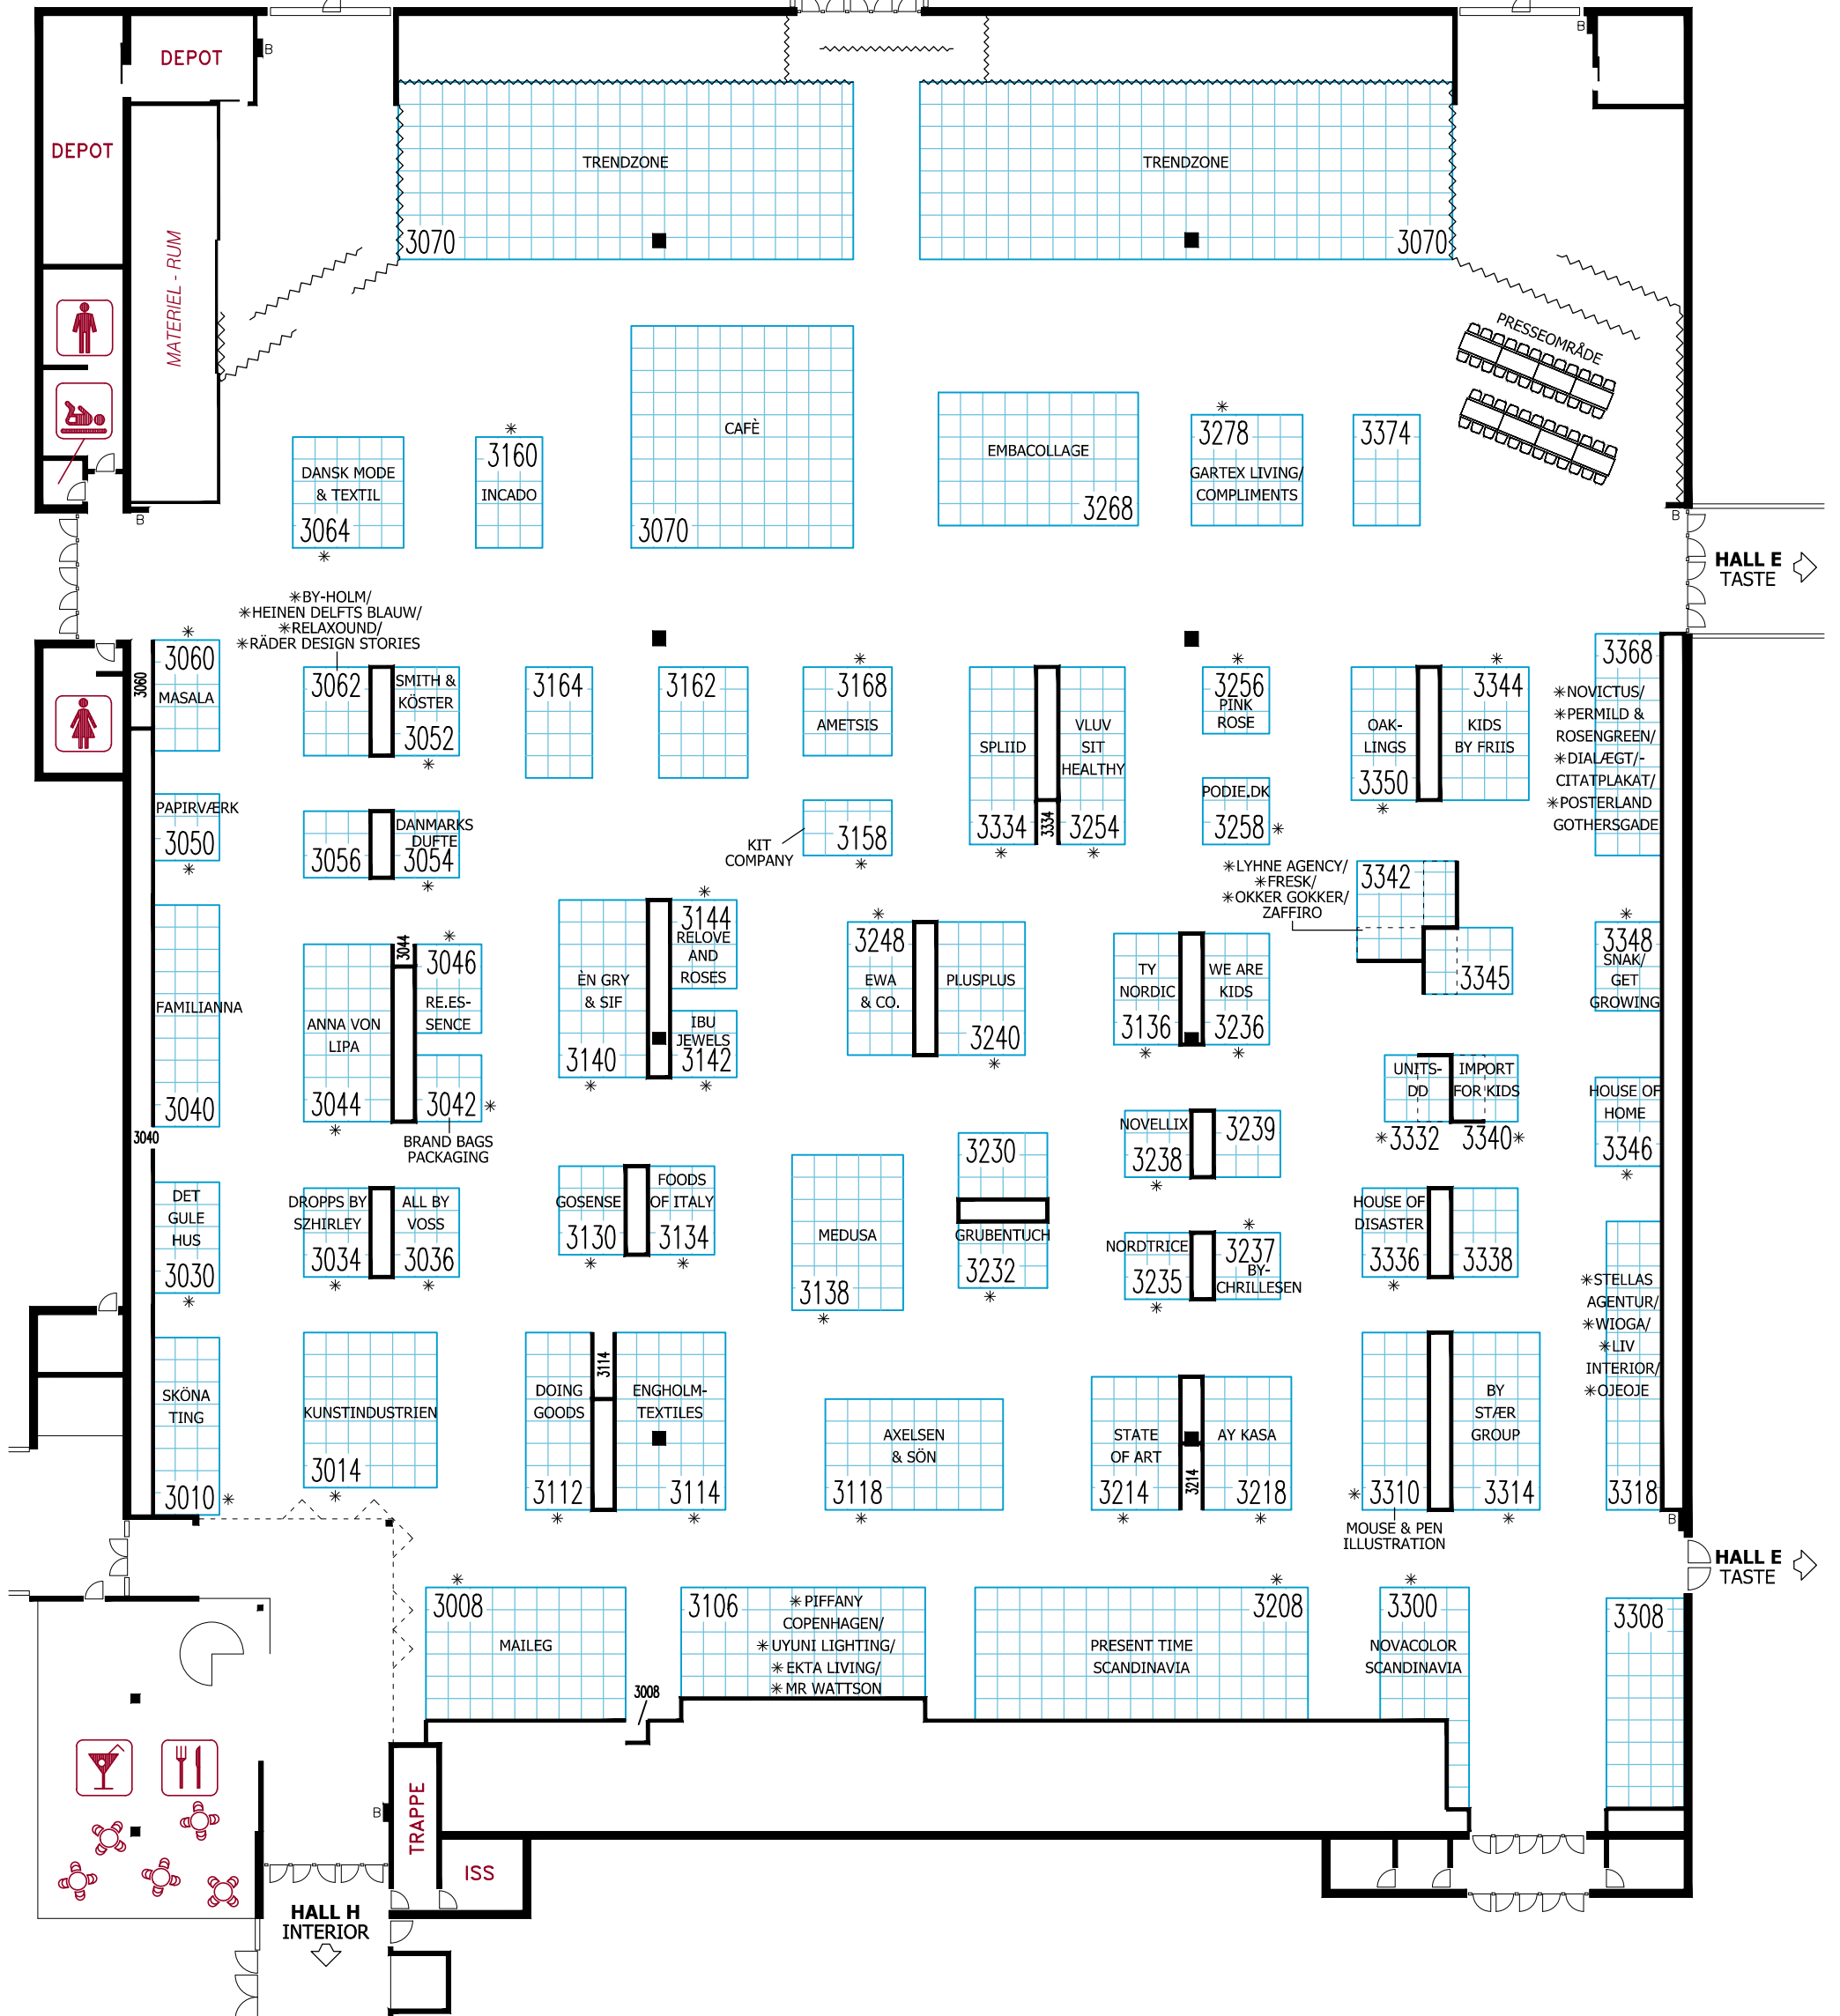 DEPOT
B
B
DEPOT
TRENDZONE
3070
TRENDZONE
3070
MATERIEL - RUM
PRESSEOMRÅDE
DANSK MODE
& TEXTIL
3064
✳
✳
3160
INCADO
CAFÈ
3070
EMBACOLLAGE
3268
✳
3278
GARTEX LIVING/
COMPLIMENTS
3374
B
B
HALL E
TASTE
✳BY-HOLM/
✳HEINEN DELFTS BLAUW/
✳RELAXOUND/
✳RÄDER DESIGN STORIES
✳
3060
MASALA
3060
3062
SMITH &
KÖSTER
3052
✳
3164
3162
✳
3168
AMETSIS
SPLIID
3334
✳
3334
VLUV
SIT
HEALTHY
3254
✳
✳
3256
PINK
ROSE
OAK-
LINGS
3350
✳
✳
3344
KIDS
BY FRIIS
3368
✳NOVICTUS/
✳PERMILD &
ROSENGREEN/
✳DIALÆGT/-
CITATPLAKAT/
✳POSTERLAND
GOTHERSGADE
PAPIRVÆRK
3050
✳
3056
DANMARKS
DUFTE
3054
✳
KIT
COMPANY
3158
✳
PODIE.DK
3258 ✳
✳LYHNE AGENCY/
✳FRESK/
✳OKKER GOKKER/
ZAFFIRO
3342
3345
FAMILIANNA
3040
3040
ANNA VON
LIPA
3044
✳
3044
✳
3046
RE.ES-
SENCE
3042 ✳
BRAND BAGS
PACKAGING
ÈN GRY
& SIF
3140
✳
✳
3144
RELOVE
AND
ROSES
IBU
JEWELS
3142
✳
✳
3248
EWA
& CO.
PLUSPLUS
3240
✳
TY
NORDIC
3136
✳
WE ARE
KIDS
3236
✳
✳
3348
SNAK/
GET
GROWING
UNITS-
DD
✳3332
IMPORT
FOR KIDS
3340✳
HOUSE OF
HOME
3346
✳
DET
GULE
HUS
3030
✳
DROPPS BY
SZHIRLEY
3034
✳
ALL BY
VOSS
3036
✳
GOSENSE
3130
✳
FOODS
OF ITALY
3134
✳
MEDUSA
3138
✳
3230
GRUBENTUCH
3232
✳
NOVELLIX
3238
✳
3239
NORDTRICE
3235
✳
✳
3237
BY-
CHRILLESEN
HOUSE OF
DISASTER
3336
✳
3338
✳STELLAS
AGENTUR/
✳WIOGA/
✳LIV
INTERIOR/
✳OJEOJE
3318
SKÖNA
TING
3010 ✳
KUNSTINDUSTRIEN
3014
✳
DOING
GOODS
3112
✳
3114
ENGHOLM-
TEXTILES
3114
✳
AXELSEN
& SÖN
3118
✳
STATE
OF ART
3214
✳
3214
AY KASA
3218
✳
✳ 3310
MOUSE & PEN
ILLUSTRATION
BY
STÆR
GROUP
3314
✳
B
HALL E
TASTE
✳
3008
MAILEG
3008
3106
✳PIFFANY
COPENHAGEN/
✳UYUNI LIGHTING/
✳EKTA LIVING/
✳MR WATTSON
✳
3208
PRESENT TIME
SCANDINAVIA
✳
3300
NOVACOLOR
SCANDINAVIA
3308
B
TRAPPE
ISS
HALL H
INTERIOR